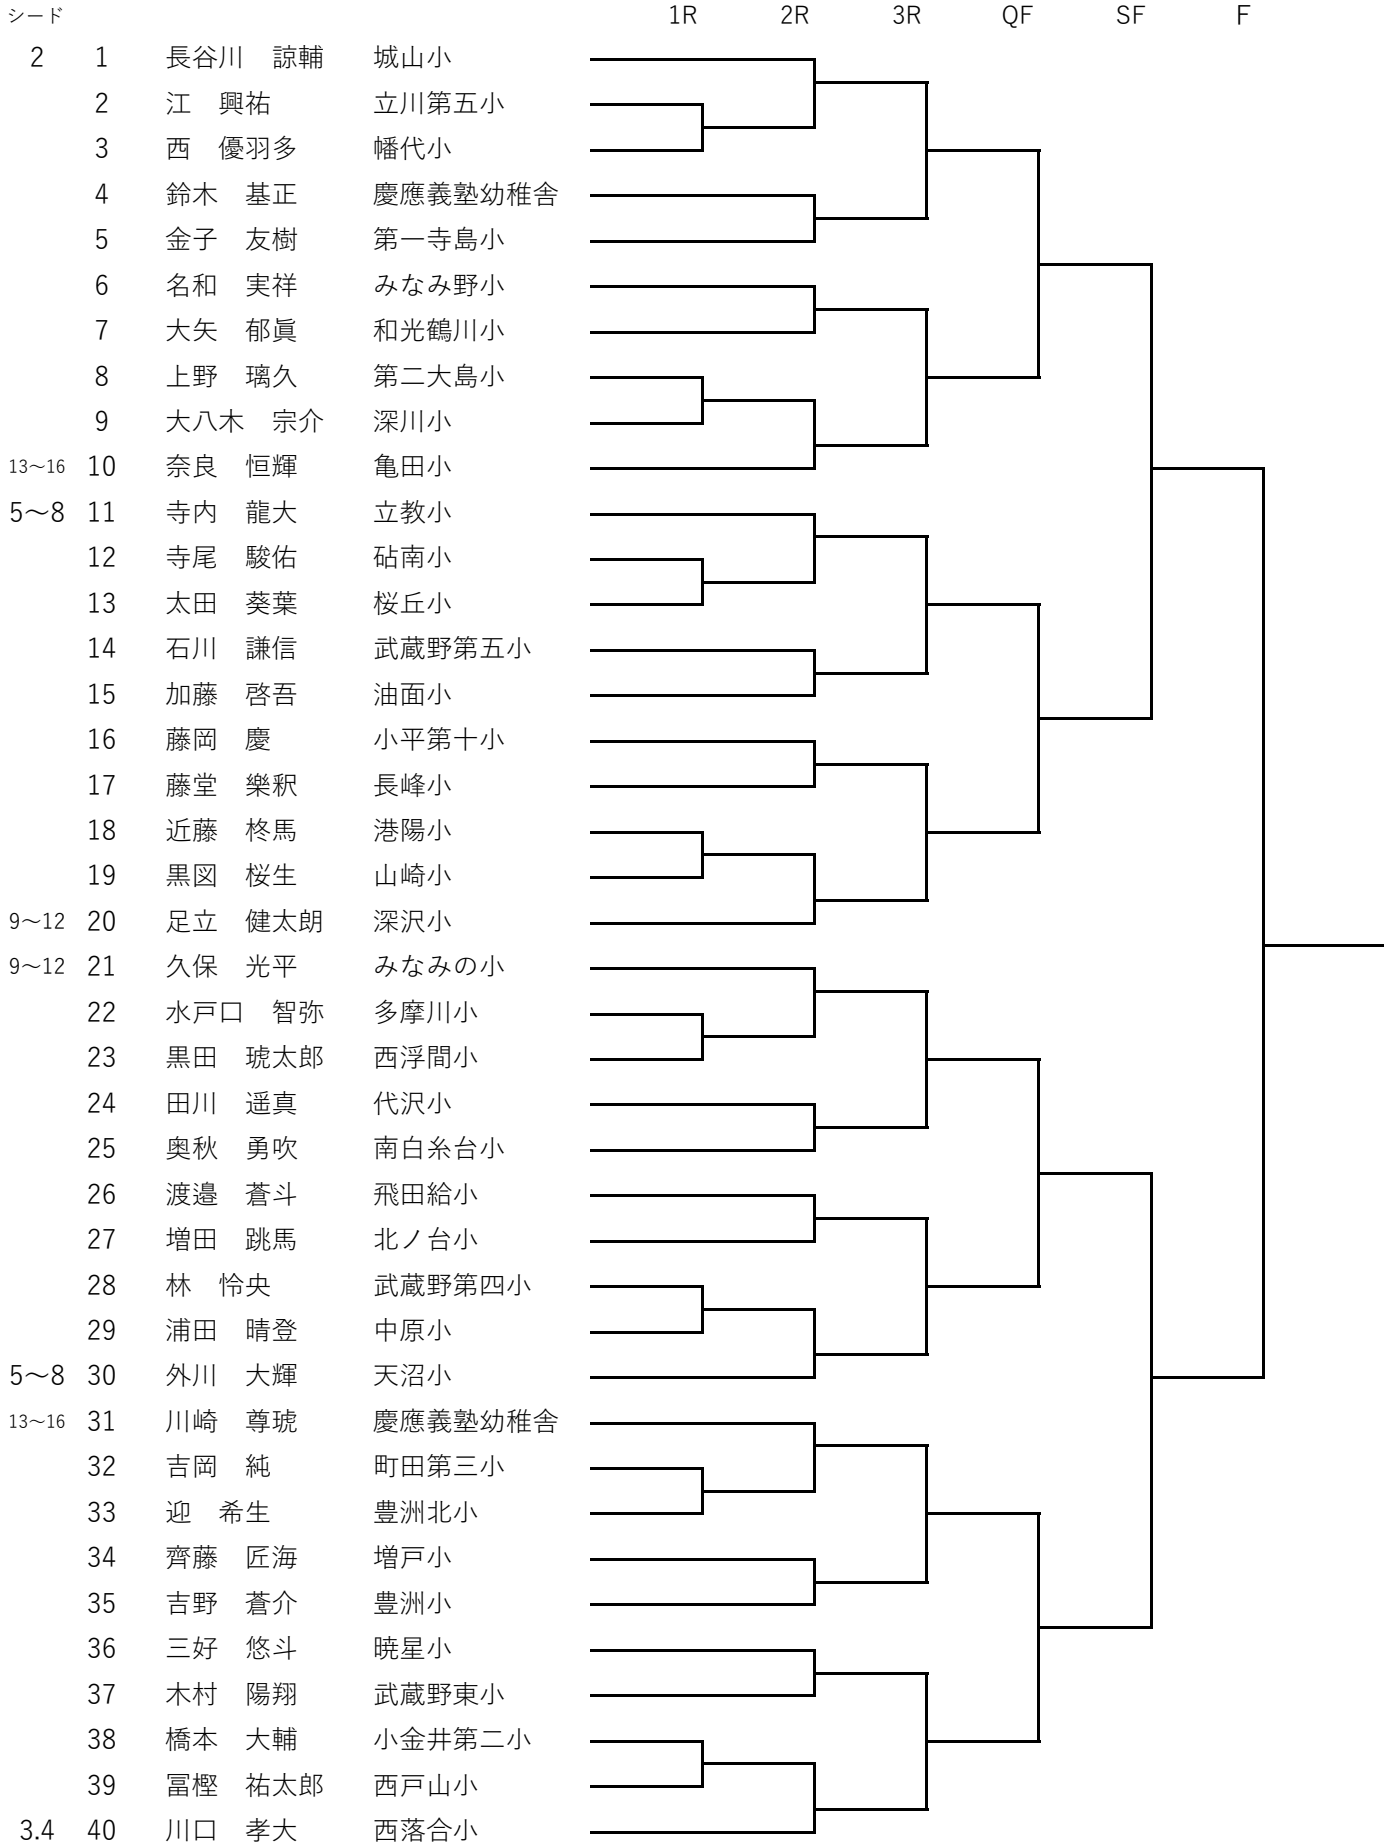 シード 1R 2R 3R QF SF F
2 1 長谷川 諒輔 城山小
2 江 興祐 立川第五小
3 西 優羽多 幡代小
4 鈴木 基正 慶應義塾幼稚舎
5 金子 友樹 第一寺島小
6 名和 実祥 みなみ野小
7 大矢 郁眞 和光鶴川小
8 上野 璃久 第二大島小
9 大八木 宗介 深川小
13～16 10 奈良 恒輝 亀田小
5～8 11 寺内 龍大 立教小
12 寺尾 駿佑 砧南小
13 太田 葵葉 桜丘小
14 石川 謙信 武蔵野第五小
15 加藤 啓吾 油面小
16 藤岡 慶 小平第十小
17 藤堂 樂釈 長峰小
18 近藤 柊馬 港陽小
19 黒図 桜生 山崎小
9～12 20 足立 健太朗 深沢小
9～12 21 久保 光平 みなみの小
22 水戸口 智弥 多摩川小
23 黒田 琥太郎 西浮間小
24 田川 遥真 代沢小
25 奥秋 勇吹 南白糸台小
26 渡邉 蒼斗 飛田給小
27 増田 跳馬 北ノ台小
28 林 怜央 武蔵野第四小
29 浦田 晴登 中原小
5～8 30 外川 大輝 天沼小
13～16 31 川崎 尊琥 慶應義塾幼稚舎
32 吉岡 純 町田第三小
33 迎 希生 豊洲北小
34 齊藤 匠海 増戸小
35 吉野 蒼介 豊洲小
36 三好 悠斗 暁星小
37 木村 陽翔 武蔵野東小
38 橋本 大輔 小金井第二小
39 冨樫 祐太郎 西戸山小
3.4 40 川口 孝大 西落合小